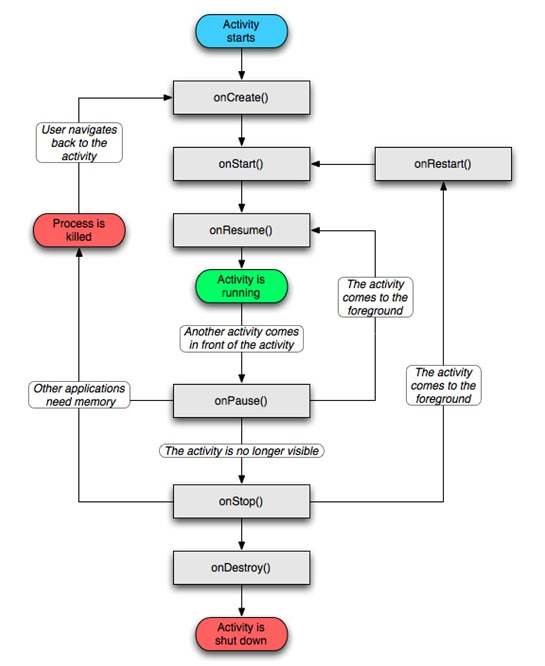 Activity
starts
onCreate()
User navigates
back to the
activity
onStart()
onRestart()
Process is
killed
onResume()
Activity is
running
The activity
comes to the
foreground
Another activity comes
in front of the activity
The activity
comes to the
foreground
Other applications
need memory
onPause()
The activity is no longer visible
onStop()
onDestroy()
Activity is
shut down